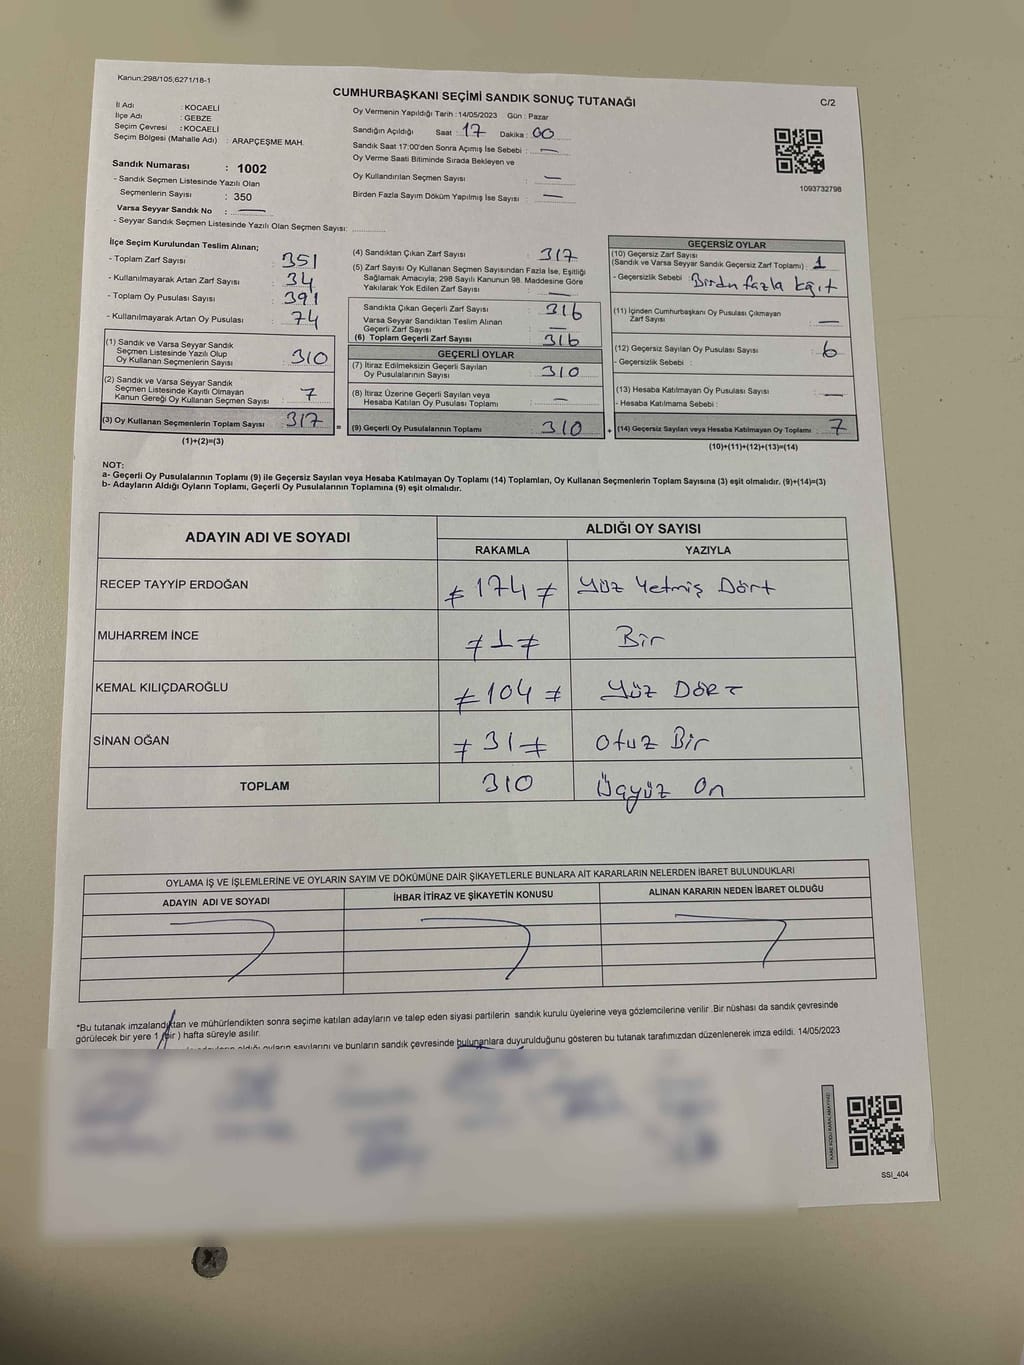 Kanun:298/105,6271/18-1
CUMHURBAŞKANI SEÇİMİ SANDIK SONUÇ TUTANAĞI
C/2
İl Adı : KOCAELİ
İlçe Adı : GEBZE
Seçim Çevresi : KOCAELİ
Seçim Bölgesi (Mahalle Adı) : ARAPÇEŞME MAH.
Sandık Numarası : 1002
- Sandık Seçmen Listesinde Yazılı Olan
Seçmenlerin Sayısı : 350
Varsa Seyyar Sandık No : —
- Seyyar Sandık Seçmen Listesinde Yazılı Olan Seçmen Sayısı:
Oy Vermenin Yapıldığı Tarih : 14/05/2023 Gün : Pazar
Sandığın Açıldığı Saat : 17 Dakika : 00
Sandık Saat 17:00'den Sonra Açımış İse Sebebi : —
Oy Verme Saati Bitiminde Sırada Bekleyen ve
Oy Kullandırılan Seçmen Sayısı : —
Birden Fazla Sayım Döküm Yapılmış İse Sayısı : —
1093732798
İlçe Seçim Kurulundan Teslim Alınan;
- Toplam Zarf Sayısı : 351
- Kullanılmayarak Artan Zarf Sayısı : 34
- Toplam Oy Pusulası Sayısı : 391
- Kullanılmayarak Artan Oy Pusulası : 74
(1) Sandık ve Varsa Seyyar Sandık
Seçmen Listesinde Yazılı Olup
Oy Kullanan Seçmenlerin Sayısı : 310
(2) Sandık ve Varsa Seyyar Sandık
Seçmen Listesinde Kayıtlı Olmayan
Kanun Gereği Oy Kullanan Seçmen Sayısı : 7
(3) Oy Kullanan Seçmenlerin Toplam Sayısı : 317
(1)+(2)=(3)
(4) Sandıktan Çıkan Zarf Sayısı : 317
(5) Zarf Sayısı Oy Kullanan Seçmen Sayısından Fazla İse, Eşitliği
Sağlamak Amacıyla; 298 Sayılı Kanunun 98. Maddesine Göre
Yakılarak Yok Edilen Zarf Sayısı : —
Sandıkta Çıkan Geçerli Zarf Sayısı : 316
Varsa Seyyar Sandıktan Teslim Alınan
Geçerli Zarf Sayısı : —
(6) Toplam Geçerli Zarf Sayısı : 316
GEÇERLİ OYLAR
(7) İtiraz Edilmeksizin Geçerli Sayılan
Oy Pusulalarının Sayısı : 310
(8) İtiraz Üzerine Geçerli Sayılan veya
Hesaba Katılan Oy Pusulası Toplamı : —
= (9) Geçerli Oy Pusulalarının Toplamı : 310
GEÇERSİZ OYLAR
(10) Geçersiz Zarf Sayısı
(Sandık ve Varsa Seyyar Sandık Geçersiz Zarf Toplamı) : 1
- Geçersizlik Sebebi : Birdn fazla kğıt
(11) İçinden Cumhurbaşkanı Oy Pusulası Çıkmayan
Zarf Sayısı : —
(12) Geçersiz Sayılan Oy Pusulası Sayısı : 6
- Geçersizlik Sebebi :
(13) Hesaba Katılmayan Oy Pusulası Sayısı : —
- Hesaba Katılmama Sebebi :
+ (14) Geçersiz Sayılan veya Hesaba Katılmayan Oy Toplamı : 7
(10)+(11)+(12)+(13)=(14)
NOT:
a- Geçerli Oy Pusulalarının Toplamı (9) ile Geçersiz Sayılan veya Hesaba Katılmayan Oy Toplamı (14) Toplamları, Oy Kullanan Seçmenlerin Toplam Sayısına (3) eşit olmalıdır. (9)+(14)=(3)
b- Adayların Aldığı Oyların Toplamı, Geçerli Oy Pusulalarının Toplamına (9) eşit olmalıdır.
ADAYIN ADI VE SOYADI ALDIĞI OY SAYISI
RAKAMLA YAZIYLA
RECEP TAYYİP ERDOĞAN ≠ 174 ≠ Yüz Yetmiş Dört
MUHARREM İNCE ≠ 1 ≠ Bir
KEMAL KILIÇDAROĞLU ≠ 104 ≠ Yüz DÖRT
SİNAN OĞAN ≠ 31 ≠ Otuz Bir
TOPLAM 310 Üçyüz On
OYLAMA İŞ VE İŞLEMLERİNE VE OYLARIN SAYIM VE DÖKÜMÜNE DAİR ŞİKAYETLERLE BUNLARA AİT KARARLARIN NELERDEN İBARET BULUNDUKLARI
ADAYIN ADI VE SOYADI İHBAR İTİRAZ VE ŞİKAYETİN KONUSU ALINAN KARARIN NEDEN İBARET OLDUĞU
*Bu tutanak imzalandıktan ve mühürlendikten sonra seçime katılan adayların ve talep eden siyasi partilerin sandık kurulu üyelerine veya gözlemcilerine verilir .Bir nüshası da sandık çevresinde
görülecek bir yere 1 (bir ) hafta süreyle asılır.
oyların sayılarını ve bunların sandık çevresinde bulunanlara duyurulduğunu gösteren bu tutanak tarafımızdan düzenlenerek imza edildi. 14/05/2023
SSI_404